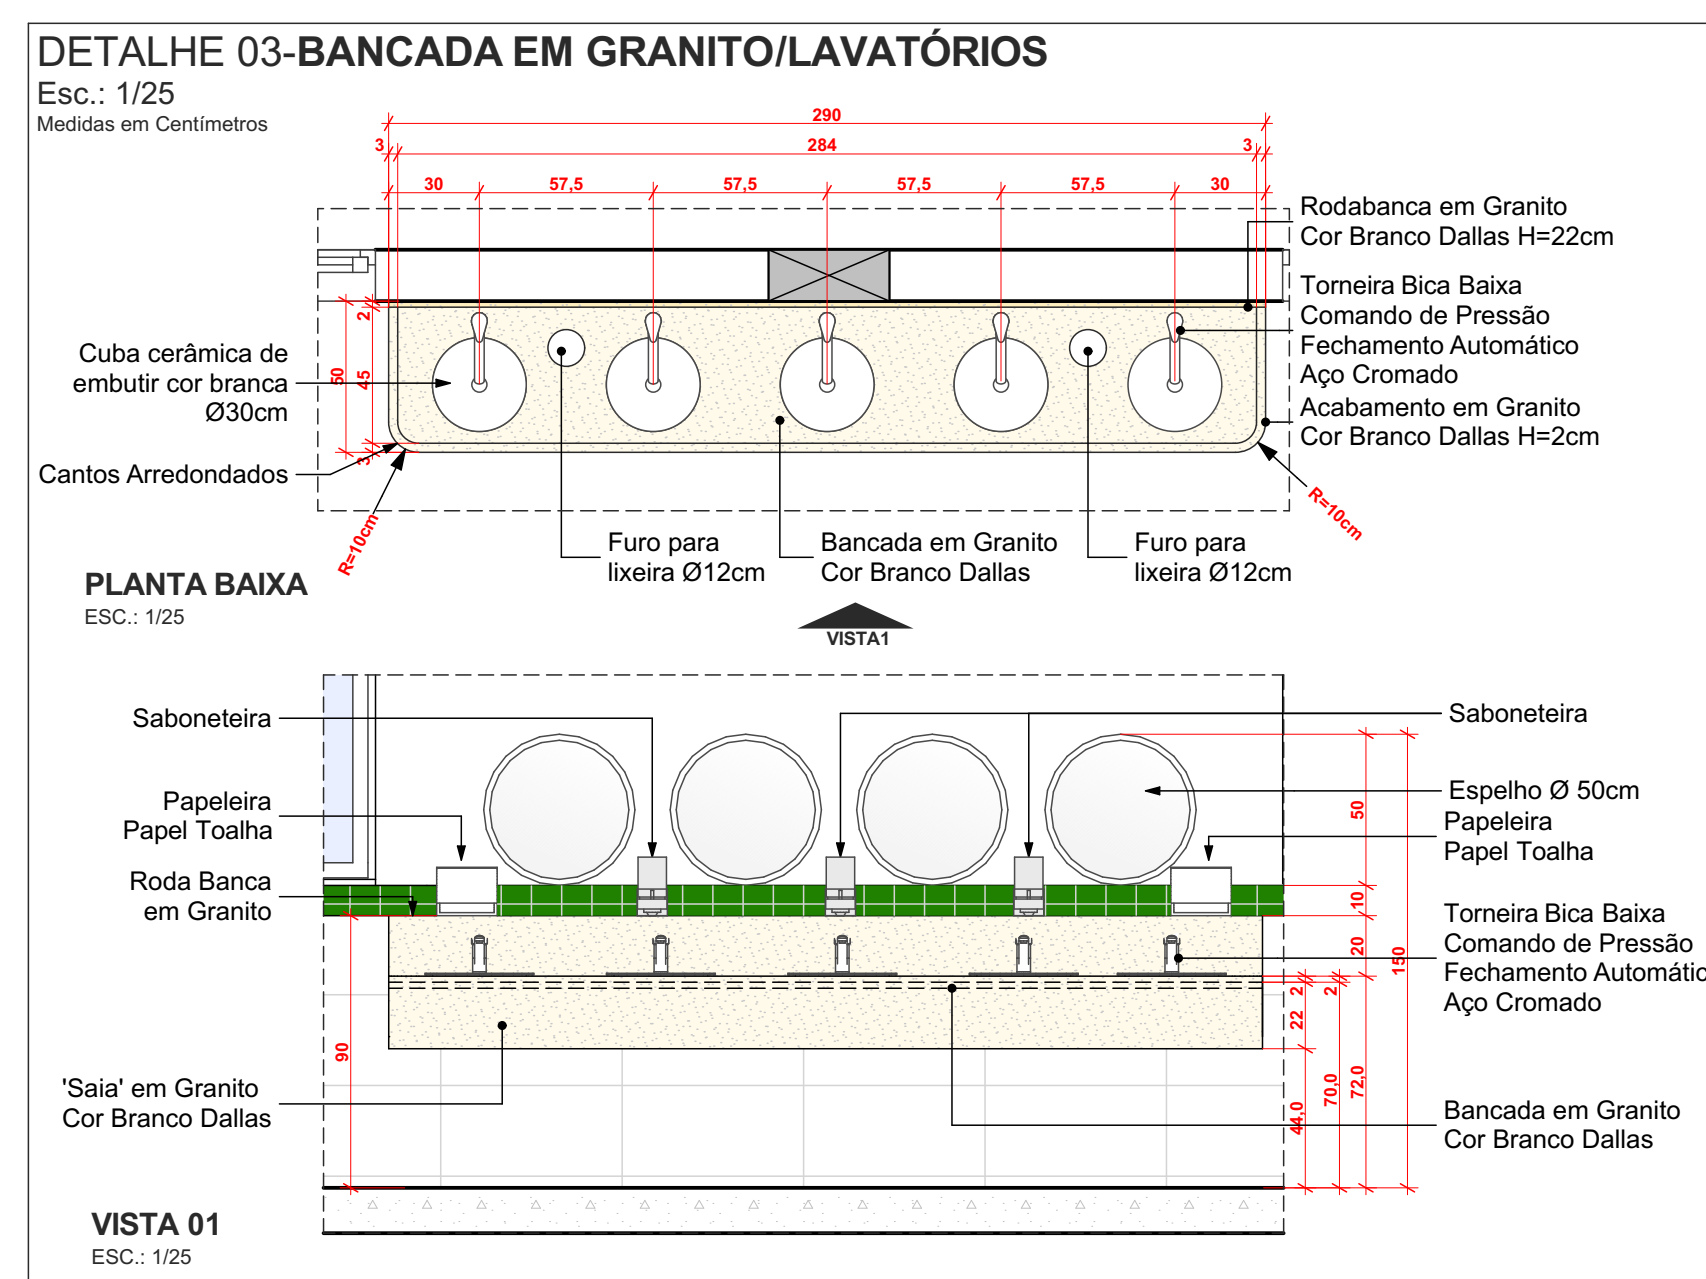 DETALHE 03-BANCADA EM GRANITO/LAVATÓRIOS
Esc.: 1/25
Medidas em Centímetros
290
3
284
3
30
57,5
57,5
57,5
57,5
30
Rodabanca em Granito
Cor Branco Dallas H=22cm
Torneira Bica Baixa
Comando de Pressão
Fechamento Automático
Aço Cromado
Acabamento em Granito
Cor Branco Dallas H=2cm
2
50
45
3
Cuba cerâmica de
embutir cor branca
Ø30cm
Cantos Arredondados
R=10cm
R=10cm
Furo para
lixeira Ø12cm
Bancada em Granito
Cor Branco Dallas
Furo para
lixeira Ø12cm
PLANTA BAIXA
ESC.: 1/25
VISTA1
Saboneteira
Papeleira
Papel Toalha
Roda Banca
em Granito
'Saia' em Granito
Cor Branco Dallas
90
Saboneteira
Espelho Ø 50cm
Papeleira
Papel Toalha
Torneira Bica Baixa
Comando de Pressão
Fechamento Automátic
Aço Cromado
Bancada em Granito
Cor Branco Dallas
50
10
20
150
2
2
22
44,0
70,0
72,0
VISTA 01
ESC.: 1/25